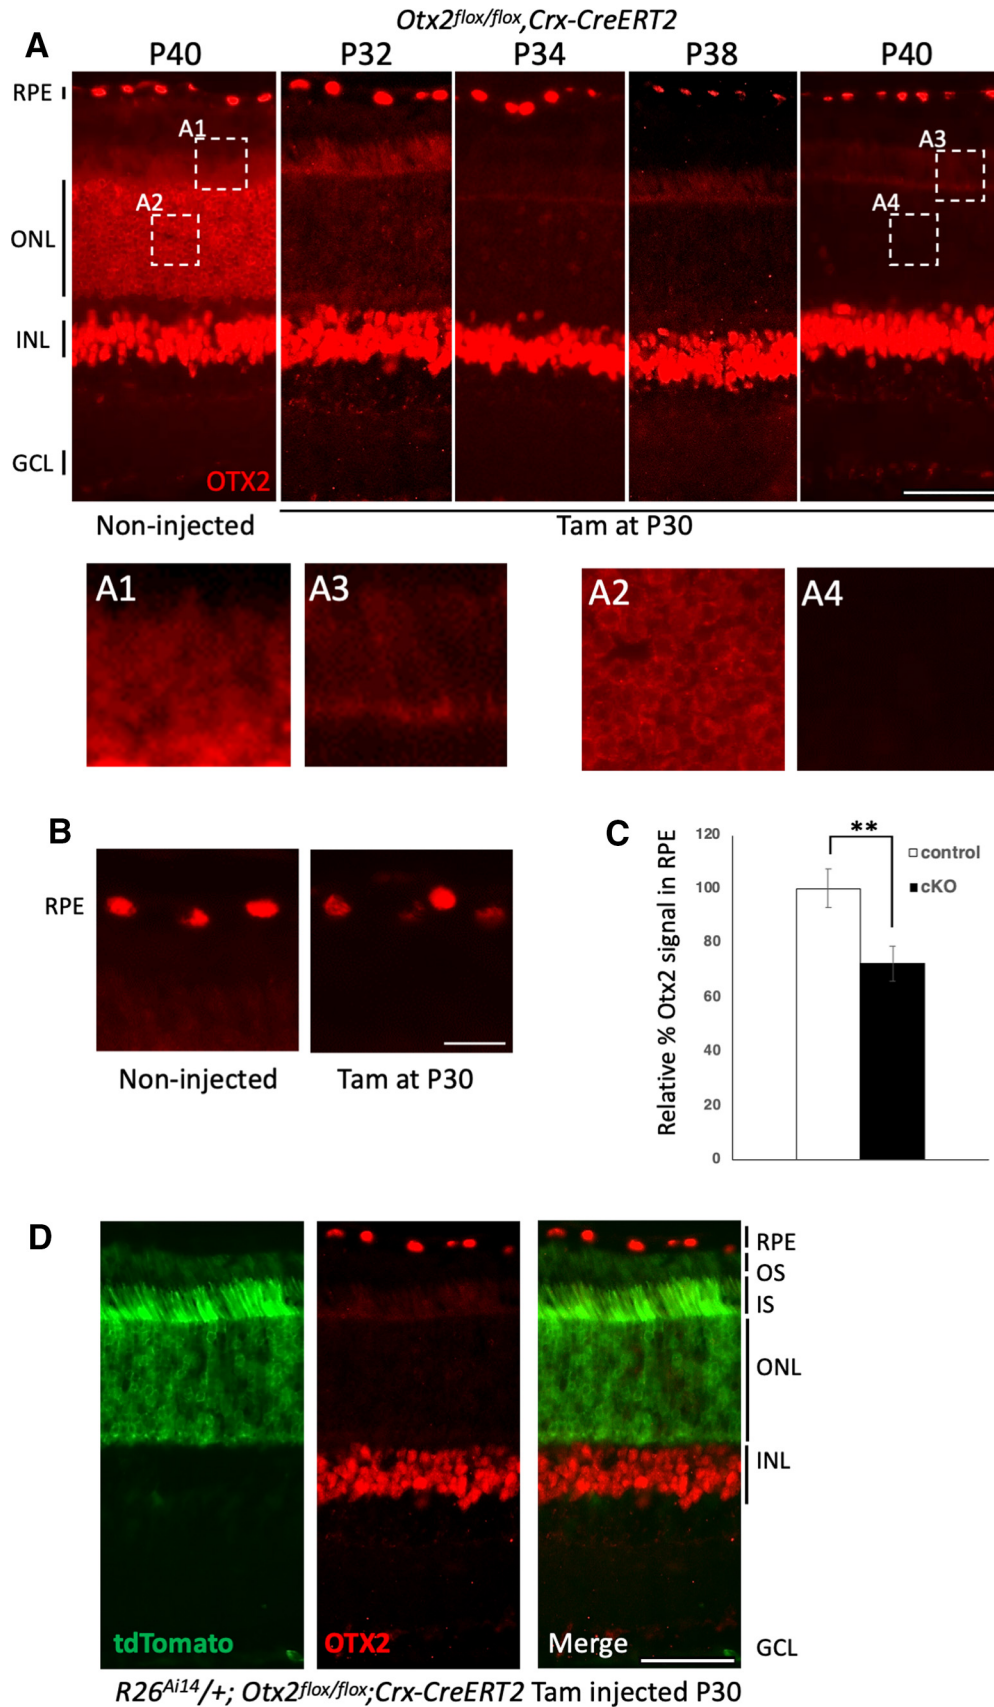 Otx2flox/flox,Crx-CreERT2
A
P40 P32 P34 P38 P40
RPE
A1
A3
A2
A4
ONL
INL
GCL
OTX2
Non-injected
Tam at P30
A1 A3 A2 A4
B
RPE
Non-injected
Tam at P30
C
Relative % Otx2 signal in RPE
120
100
80
60
40
20
0
**
control
cKO
D
RPE
OS
IS
ONL
INL
GCL
tdTomato
OTX2
Merge
R26Ai14/+; Otx2flox/flox;Crx-CreERT2 Tam injected P30